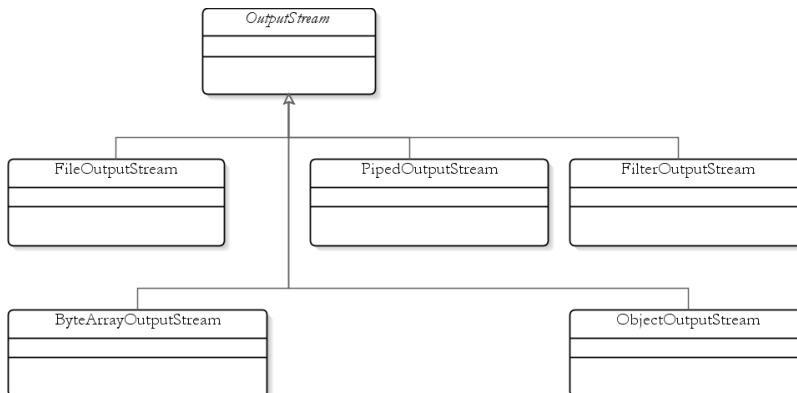 OutputStream
FileOutputStream
PipedOutputStream
FilterOutputStream
ByteArrayOutputStream
ObjectOutputStream